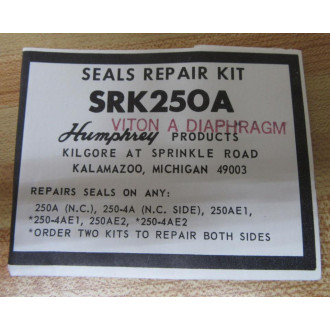 SEALS REPAIR KIT
SRK250A
VITON A DIAPHRAGM
Humphrey PRODUCTS
KILGORE AT SPRINKLE ROAD
KALAMAZOO, MICHIGAN 49003
REPAIRS SEALS ON ANY:
250A (N.C.), 250-4A (N.C. SIDE), 250AE1,
*250-4AE1, 250AE2, *250-4AE2
*ORDER TWO KITS TO REPAIR BOTH SIDES